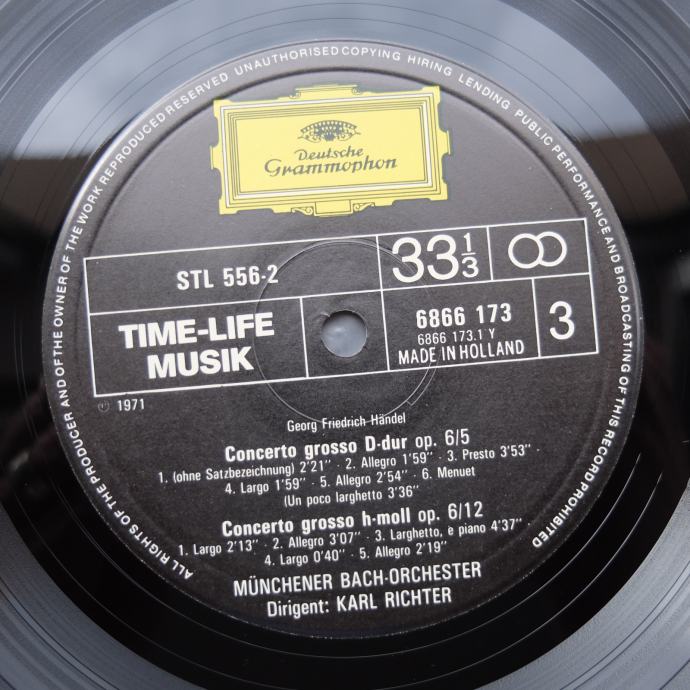 ALL RIGHTS OF THE PRODUCER AND OF THE OWNER OF THE WORK REPRODUCED RESERVED UNAUTHORISED COPYING HIRING LENDING PUBLIC PERFORMANCE AND BROADCASTING OF THIS RECORD PROHIBITED
Deutsche
Grammophon
STL 556-2
33 1/3
TIME-LIFE
MUSIK
6866 173
6866 173.1 Y
MADE IN HOLLAND
3
℗ 1971
Georg Friedrich Händel
Concerto grosso D-dur op. 6/5
1. (ohne Satzbezeichnung) 2'21'' · 2. Allegro 1'59'' · 3. Presto 3'53'' ·
4. Largo 1'59'' · 5. Allegro 2'54'' · 6. Menuet
(Un poco larghetto 3'36''
Concerto grosso h-moll op. 6/12
1. Largo 2'13'' · 2. Allegro 3'07'' · 3. Larghetto, e piano 4'37'' ·
4. Largo 0'40'' · 5. Allegro 2'19''
MÜNCHENER BACH-ORCHESTER
Dirigent: KARL RICHTER